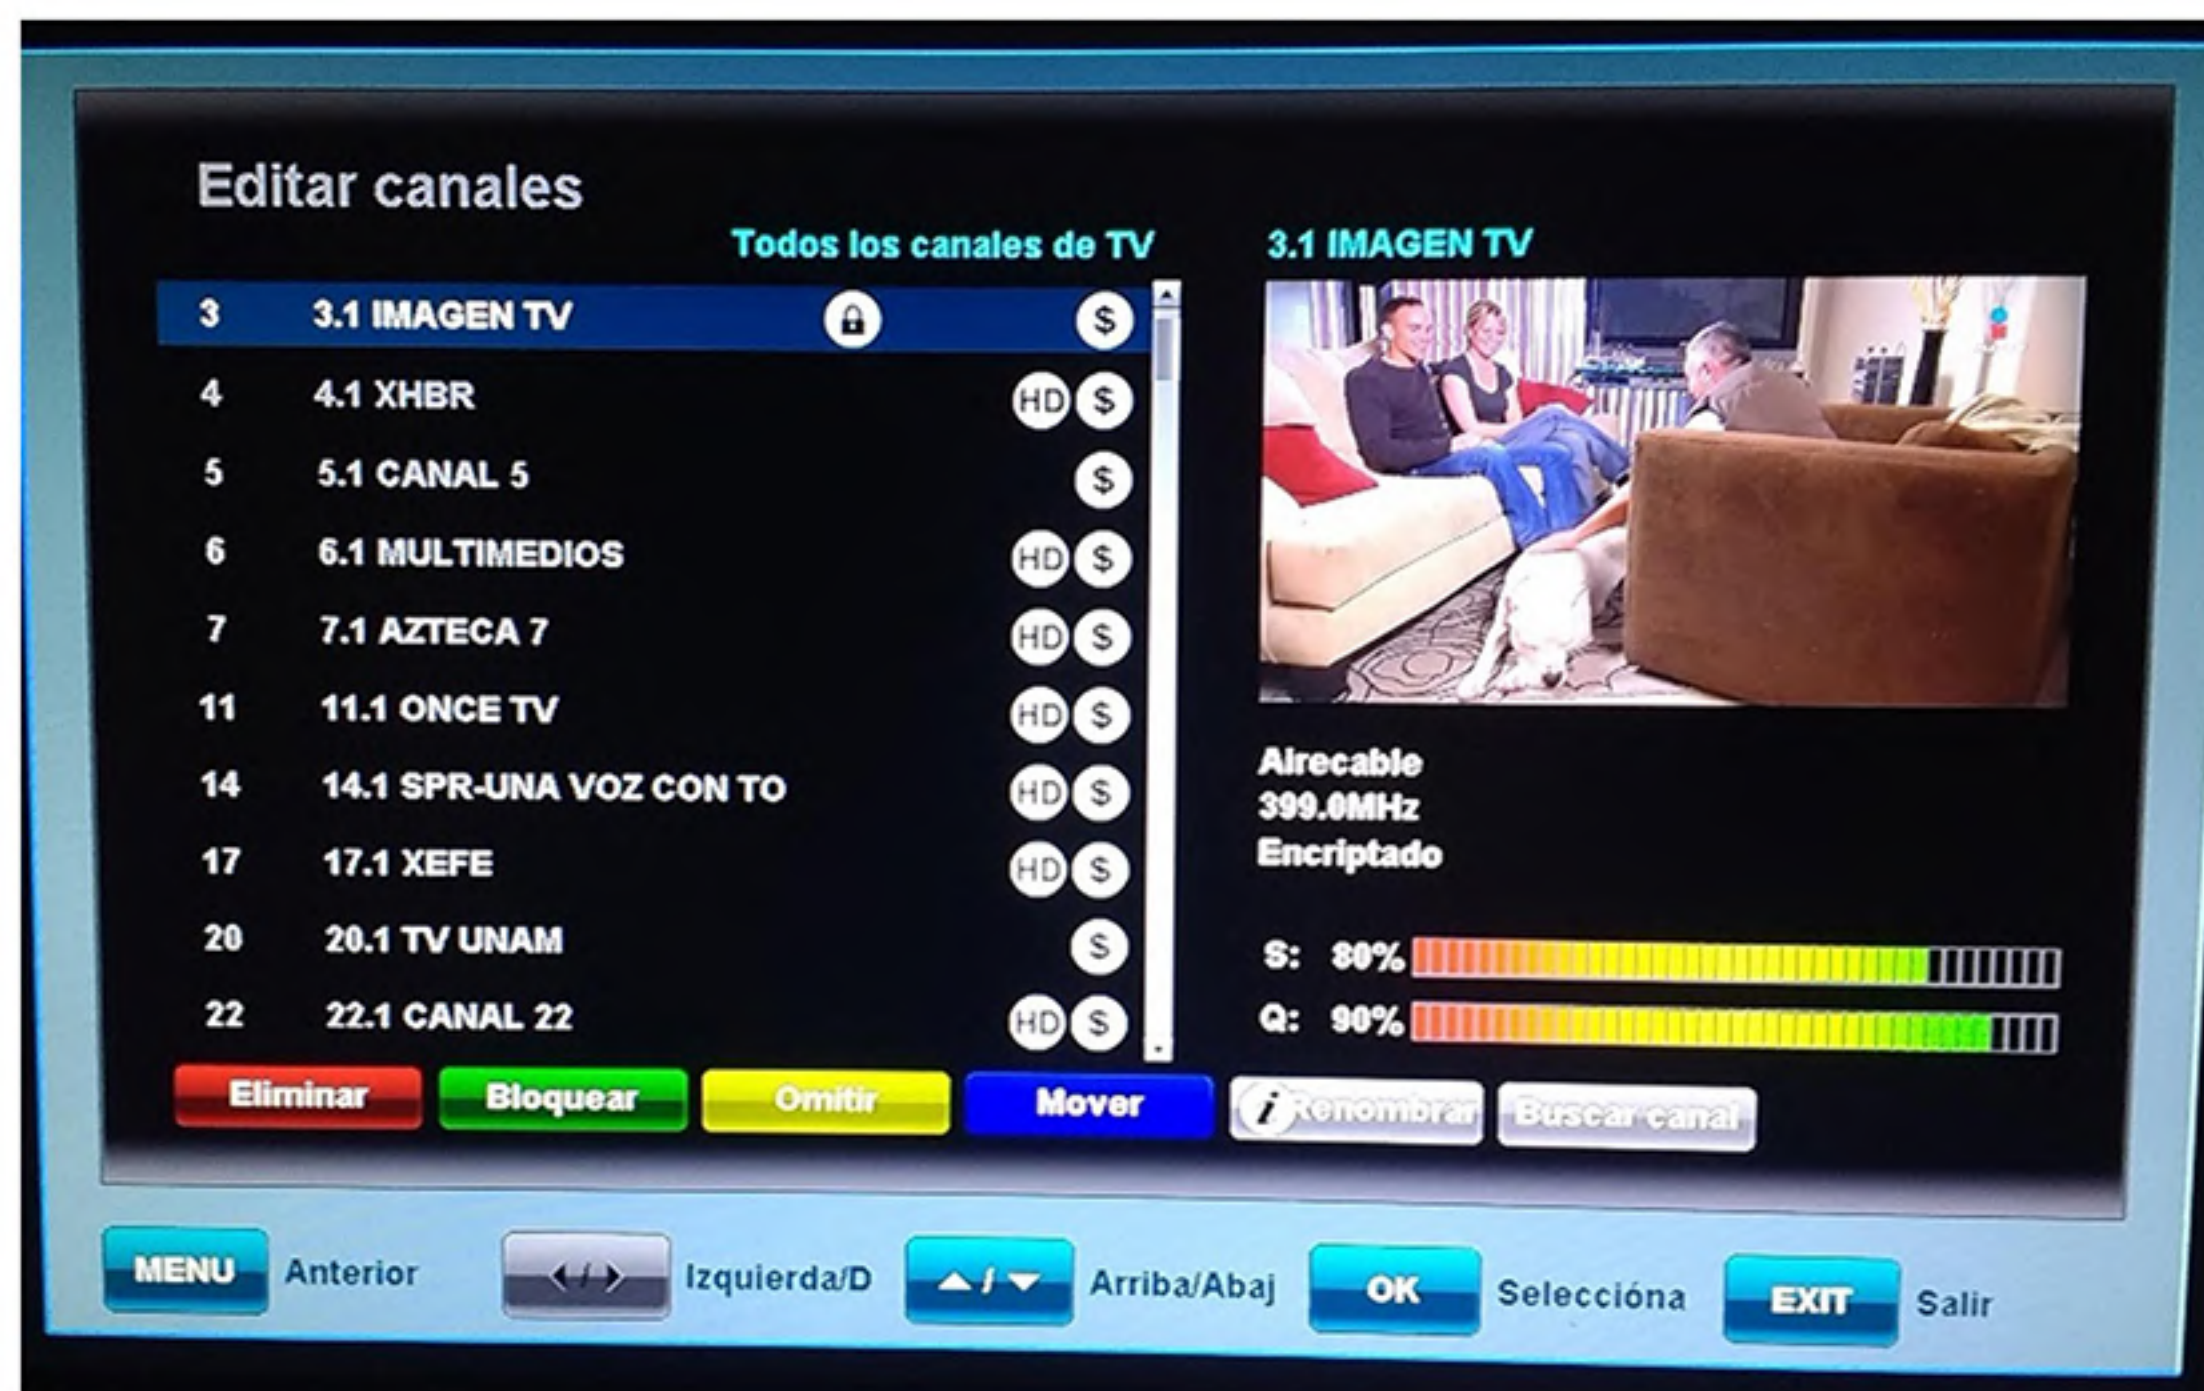 Editar canales
Todos los canales de TV
3.1 IMAGEN TV
3 3.1 IMAGEN TV $
4 4.1 XHBR HD $
5 5.1 CANAL 5 $
6 6.1 MULTIMEDIOS HD $
7 7.1 AZTECA 7 HD $
11 11.1 ONCE TV HD $
14 14.1 SPR-UNA VOZ CON TO HD $
17 17.1 XEFE HD $
20 20.1 TV UNAM $
22 22.1 CANAL 22 HD $
Airecable
399.0MHz
Encriptado
S: 80%
Q: 90%
Eliminar Bloquear Omitir Mover i Renombrar Buscar canal
MENU Anterior / Izquierda/D / Arriba/Abaj OK Seleccióna EXIT Salir